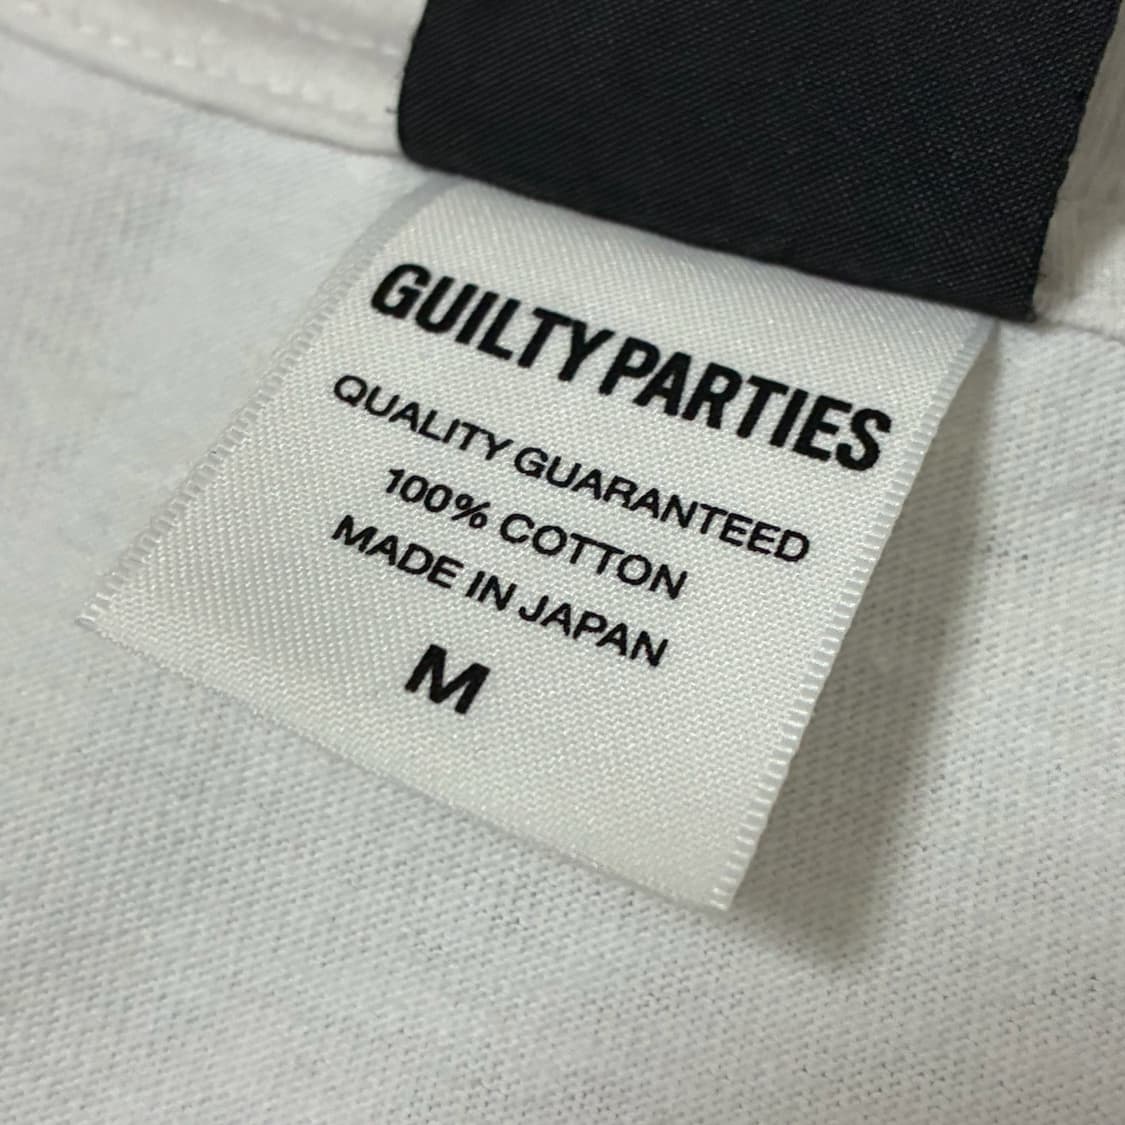 GUILTY PARTIES
QUALITY GUARANTEED
100% COTTON
MADE IN JAPAN
M